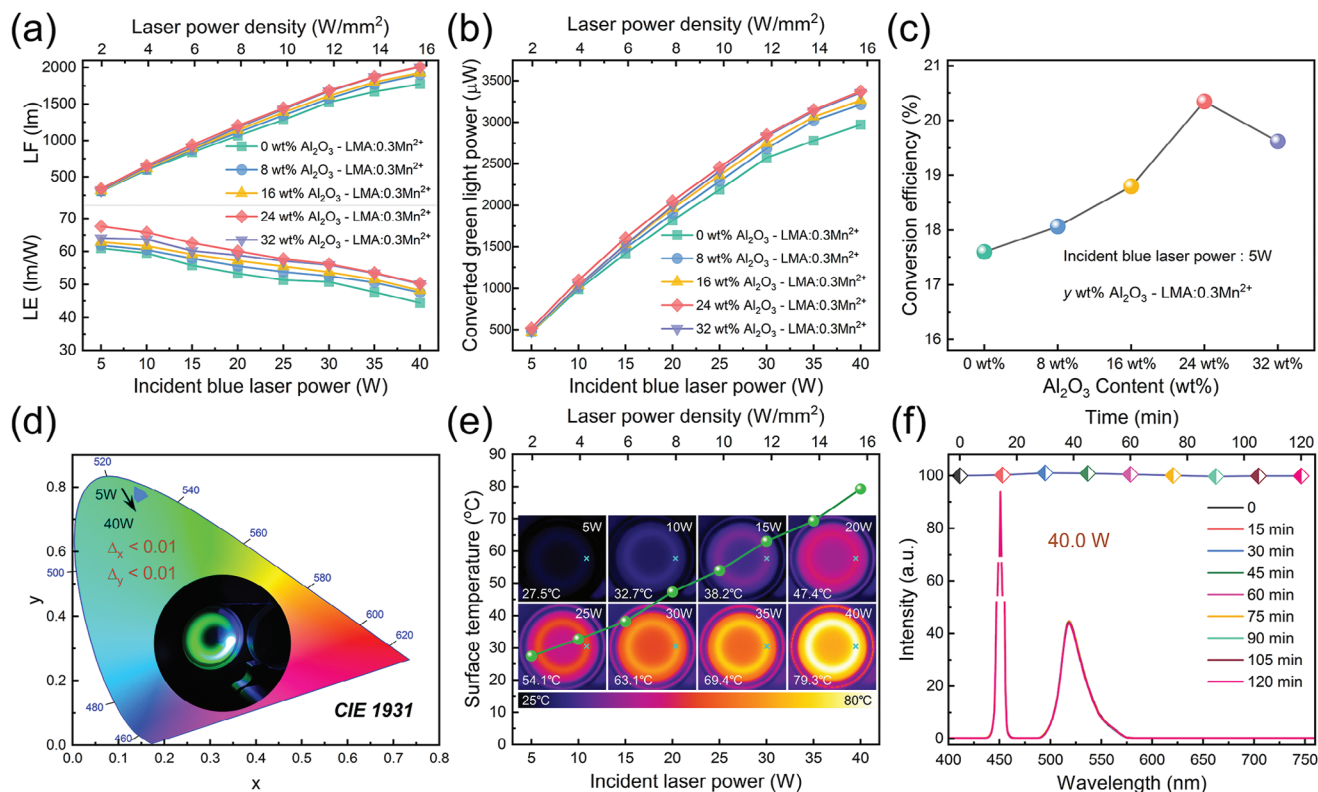 (a)
Laser power density (W/mm²)
2 4 6 8 10 12 14 16
2000
1500
1000
500
LF (lm)
0 wt% Al₂O₃ - LMA:0.3Mn²⁺
8 wt% Al₂O₃ - LMA:0.3Mn²⁺
16 wt% Al₂O₃ - LMA:0.3Mn²⁺
24 wt% Al₂O₃ - LMA:0.3Mn²⁺
32 wt% Al₂O₃ - LMA:0.3Mn²⁺
70
60
50
40
30
LE (lm/W)
5 10 15 20 25 30 35 40
Incident blue laser power (W)
(b)
Laser power density (W/mm²)
2 4 6 8 10 12 14 16
3500
3000
2500
2000
1500
1000
500
Converted green light power (μW)
0 wt% Al₂O₃ - LMA:0.3Mn²⁺
8 wt% Al₂O₃ - LMA:0.3Mn²⁺
16 wt% Al₂O₃ - LMA:0.3Mn²⁺
24 wt% Al₂O₃ - LMA:0.3Mn²⁺
32 wt% Al₂O₃ - LMA:0.3Mn²⁺
5 10 15 20 25 30 35 40
Incident blue laser power (W)
(c)
21
20
19
18
17
16
Conversion efficiency (%)
Incident blue laser power : 5W
y wt% Al₂O₃ - LMA:0.3Mn²⁺
0 wt% 8 wt% 16 wt% 24 wt% 32 wt%
Al₂O₃ Content (wt%)
(d)
0.8
0.6
0.4
0.2
0.0
y
520
540
560
580
600
620
500
480
460
5W
40W
Δx < 0.01
Δy < 0.01
CIE 1931
0.0 0.1 0.2 0.3 0.4 0.5 0.6 0.7 0.8
x
(e)
Laser power density (W/mm²)
2 4 6 8 10 12 14 16
90
80
70
60
50
40
30
20
10
0
Surface temperature (°C)
5W 10W 15W 20W
27.5℃ 32.7℃ 38.2℃ 47.4℃
25W 30W 35W 40W
54.1℃ 63.1℃ 69.4℃ 79.3℃
25℃ 80℃
5 10 15 20 25 30 35 40
Incident laser power (W)
(f)
Time (min)
0 20 40 60 80 100 120
100
80
60
40
20
0
Intensity (a.u.)
40.0 W
0
15 min
30 min
45 min
60 min
75 min
90 min
105 min
120 min
400 450 500 550 600 650 700 750
Wavelength (nm)